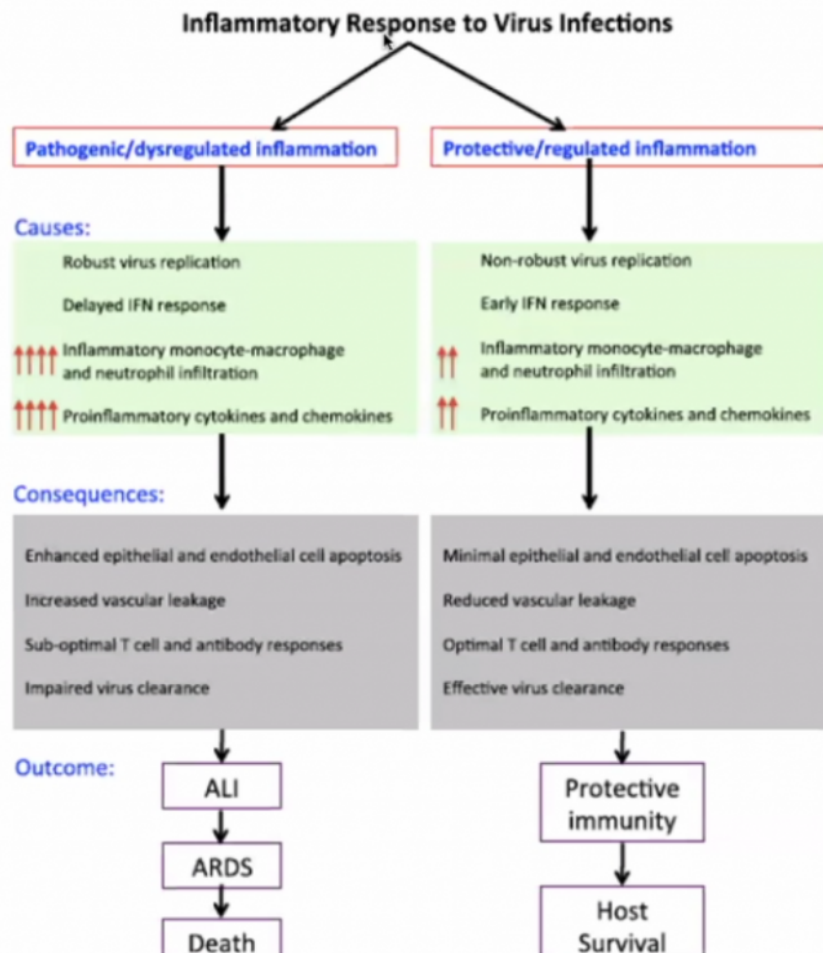 Inflammatory Response to Virus Infections
Pathogenic/dysregulated inflammation
Protective/regulated inflammation
Causes:
Robust virus replication
Delayed IFN response
Inflammatory monocyte-macrophage
and neutrophil infiltration
Proinflammatory cytokines and chemokines
Non-robust virus replication
Early IFN response
Inflammatory monocyte-macrophage
and neutrophil infiltration
Proinflammatory cytokines and chemokines
Consequences:
Enhanced epithelial and endothelial cell apoptosis
Increased vascular leakage
Sub-optimal T cell and antibody responses
Impaired virus clearance
Minimal epithelial and endothelial cell apoptosis
Reduced vascular leakage
Optimal T cell and antibody responses
Effective virus clearance
Outcome:
ALI
ARDS
Death
Protective
immunity
Host
Survival